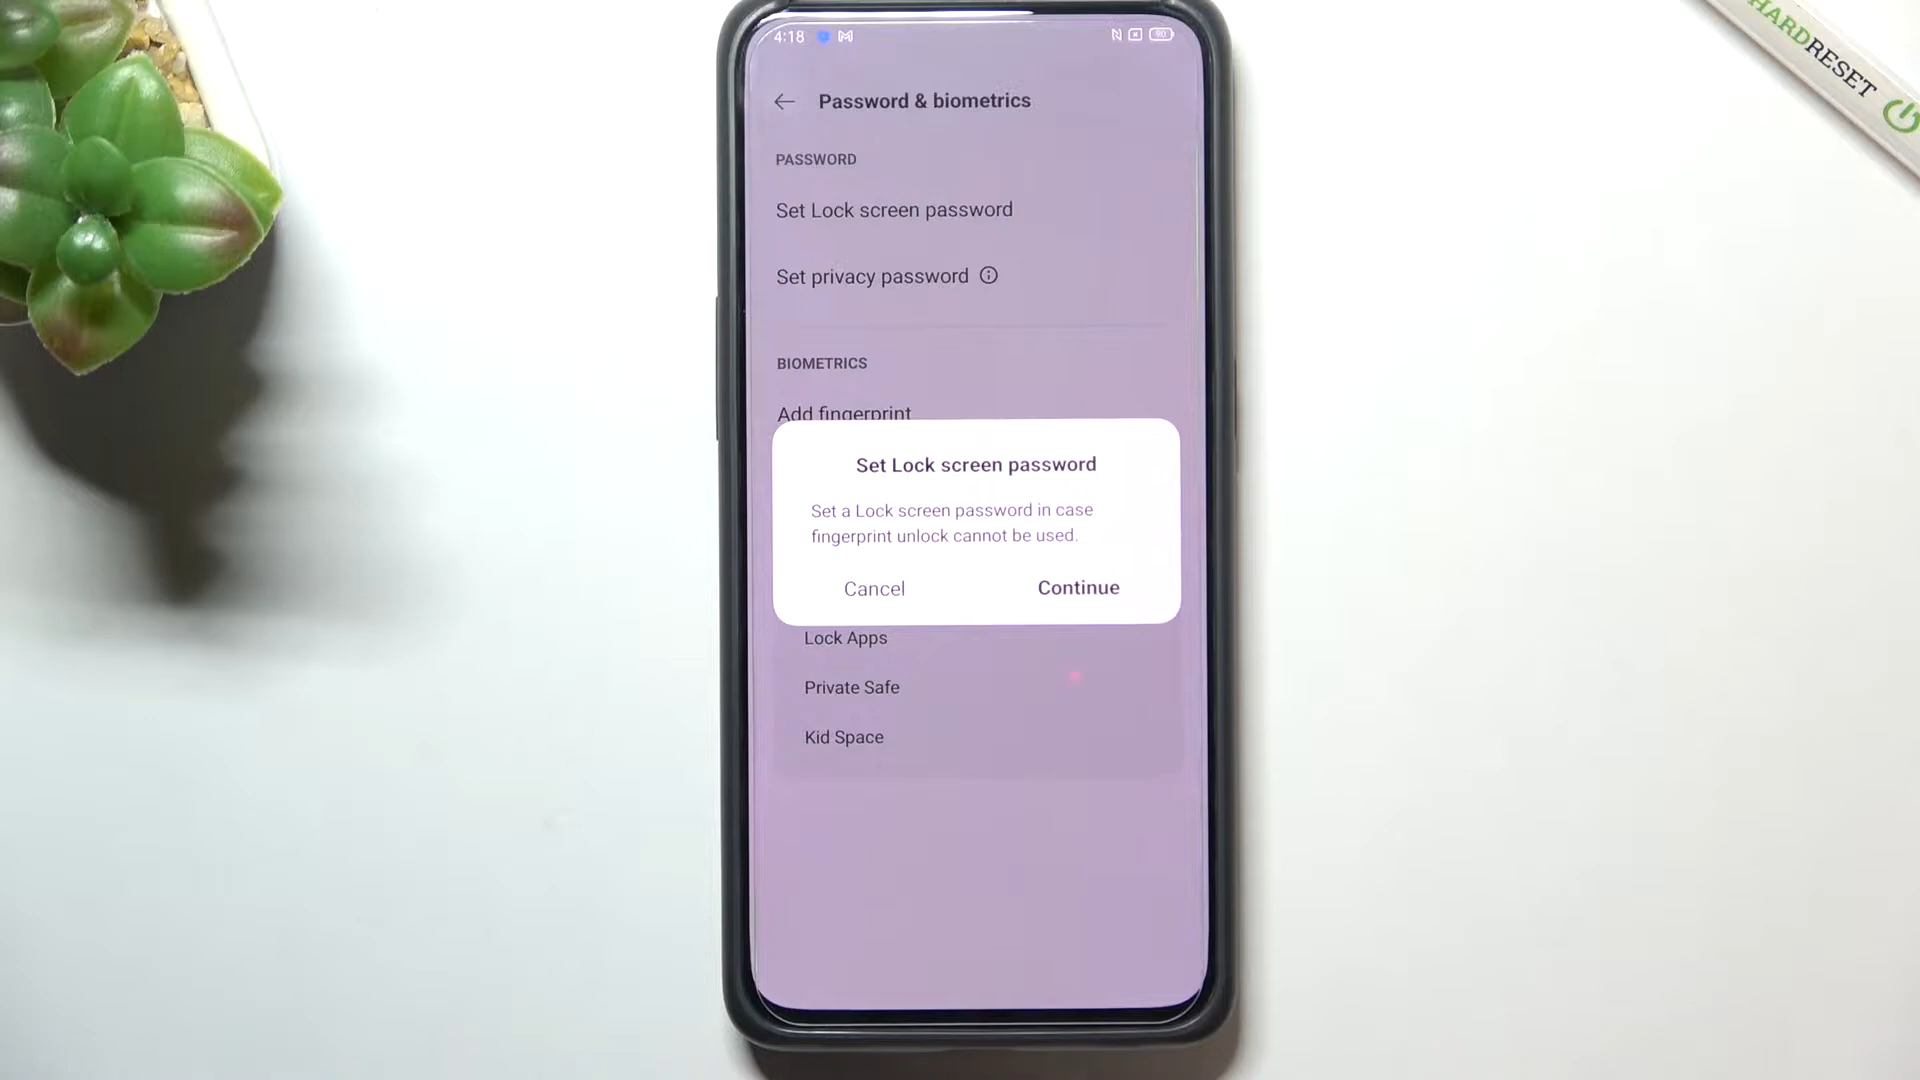 4:18
90
Password & biometrics
PASSWORD
Set Lock screen password
Set privacy password
BIOMETRICS
Add fingerprint
Set Lock screen password
Set a Lock screen password in case
fingerprint unlock cannot be used.
Cancel
Continue
Lock Apps
Private Safe
Kid Space
HARDRESET